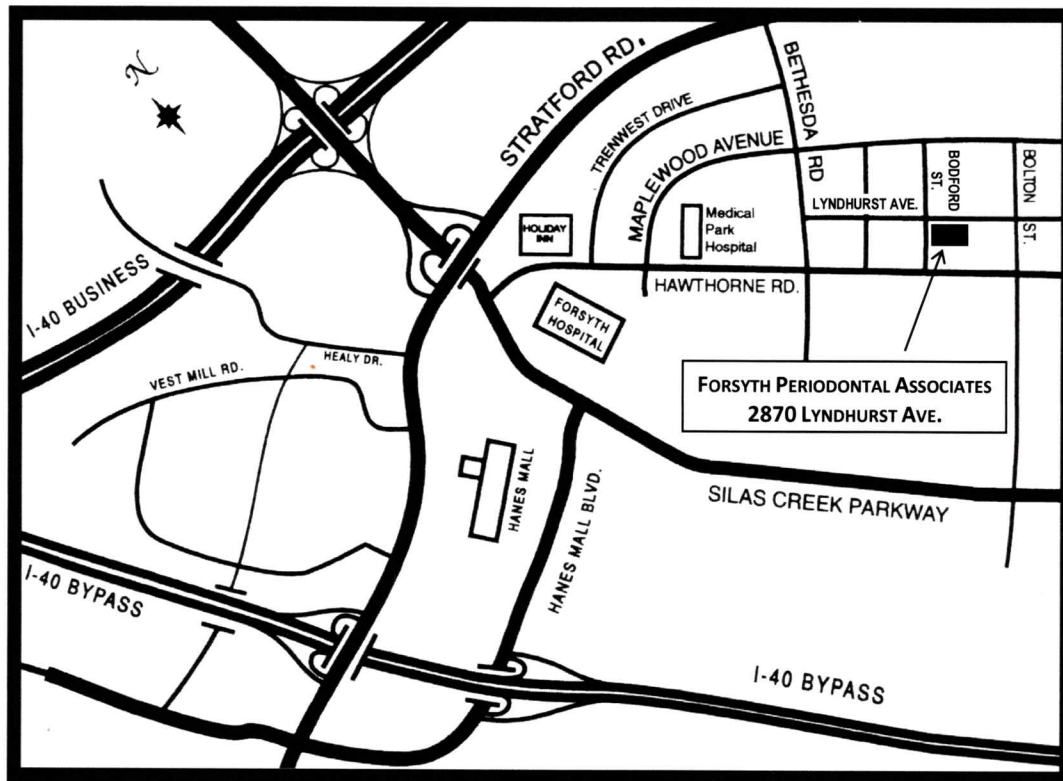 N
STRATFORD RD.
BETHESDA
RD
TRENWEST DRIVE
MAPLEWOOD AVENUE
LYNDHURST AVE.
BODFORD
ST.
BOLTON
ST.
HOLIDAY
INN
Medical
Park
Hospital
HAWTHORNE RD.
I-40 BUSINESS
FORSYTH
HOSPITAL
HEALY DR.
VEST MILL RD.
FORSYTH PERIODONTAL ASSOCIATES
2870 LYNDHURST AVE.
HANES MALL
HANES MALL BLVD.
SILAS CREEK PARKWAY
I-40 BYPASS
I-40 BYPASS